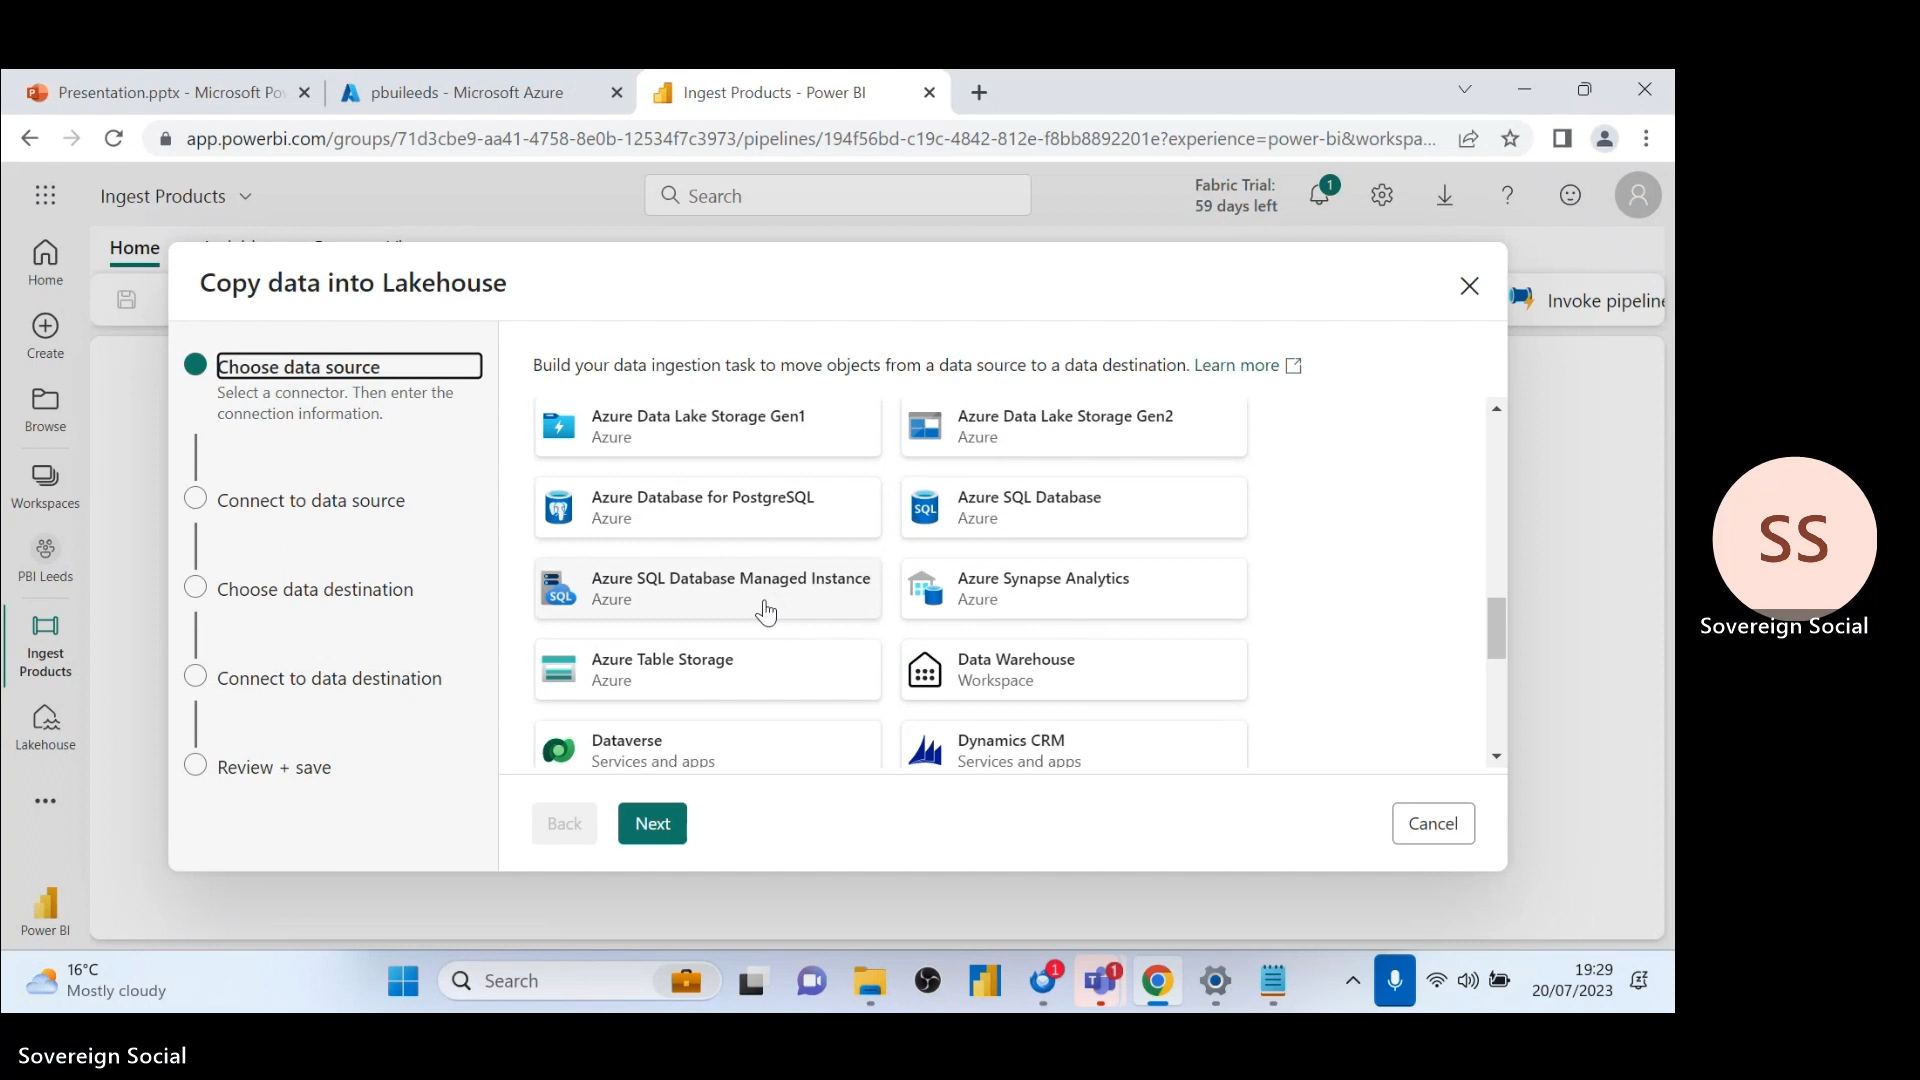 Presentation.pptx - Microsoft Po
pbuileeds - Microsoft Azure
Ingest Products - Power BI
app.powerbi.com/groups/71d3cbe9-aa41-4758-8e0b-12534f7c3973/pipelines/194f56bd-c19c-4842-812e-f8bb8892201e?experience=power-bi&workspa...
Ingest Products
Search
Fabric Trial:
59 days left
1
Home
Create
Browse
Workspaces
PBI Leeds
Ingest
Products
Lakehouse
Power BI
Home
Invoke pipeline
Copy data into Lakehouse
Choose data source
Select a connector. Then enter the
connection information.
Connect to data source
Choose data destination
Connect to data destination
Review + save
Build your data ingestion task to move objects from a data source to a data destination. Learn more
Azure Data Lake Storage Gen1
Azure
Azure Data Lake Storage Gen2
Azure
Azure Database for PostgreSQL
Azure
SQL
Azure SQL Database
Azure
SQL
Azure SQL Database Managed Instance
Azure
Azure Synapse Analytics
Azure
Azure Table Storage
Azure
Data Warehouse
Workspace
Dataverse
Services and apps
Dynamics CRM
Services and apps
Back
Next
Cancel
SS
Sovereign Social
16°C
Mostly cloudy
Search
1
1
19:29
20/07/2023
Sovereign Social